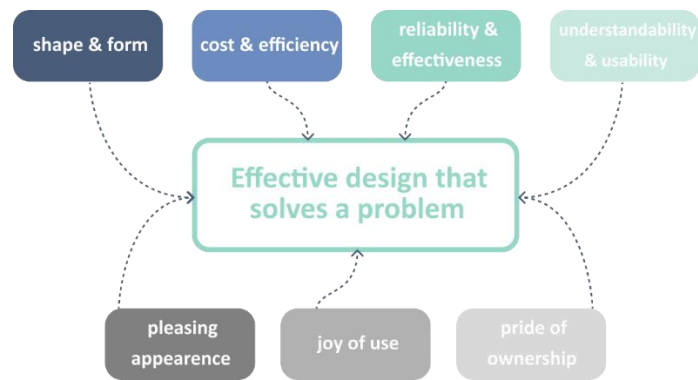 shape & form
cost & efficiency
reliability &
effectiveness
understandability
& usability
Effective design that
solves a problem
pleasing
appearence
joy of use
pride of
ownership